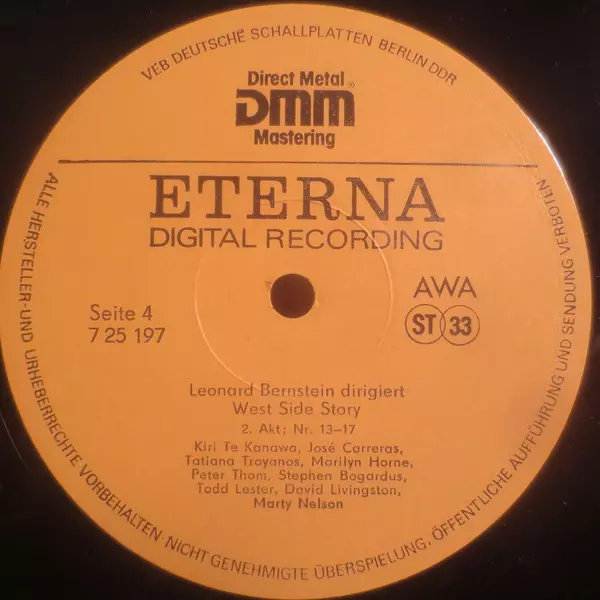 VEB DEUTSCHE SCHALLPLATTEN BERLIN DDR
Direct Metal
DMM®
Mastering
ETERNA
DIGITAL RECORDING
Seite 4
7 25 197
AWA
ST 33
Leonard Bernstein dirigiert
West Side Story
2. Akt; Nr. 13–17
Kiri Te Kanawa, José Carreras,
Tatiana Troyanos, Marilyn Horne,
Peter Thom, Stephen Bogardus,
Todd Lester, David Livingston,
Marty Nelson
ALLE HERSTELLER-UND URHEBERRECHTE VORBEHALTEN·NICHT GENEHMIGTE ÜBERSPIELUNG, ÖFFENTLICHE AUFFÜHRUNG UND SENDUNG VERBOTEN